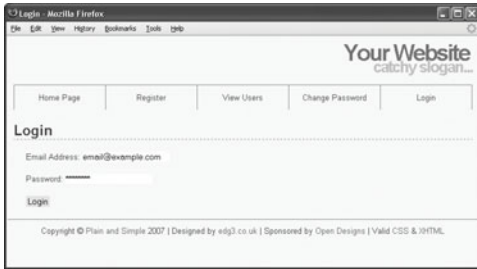 Login - Mozilla Firefox
File Edit View History Bookmarks Tools Help
Your Website
catchy slogan...
Home Page Register View Users Change Password Login
Login
Email Address: email@example.com
Password: ********
Login
Copyright © Plain and Simple 2007 | Designed by edg3.co.uk | Sponsored by Open Designs | Valid CSS & XHTML